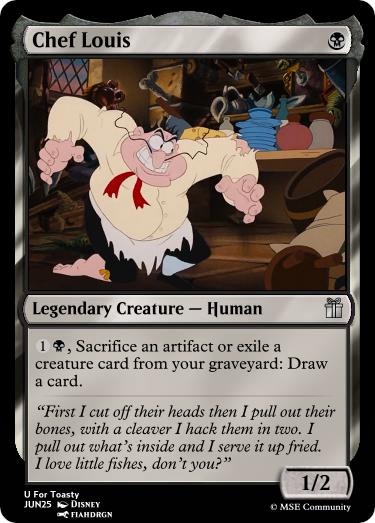 Chef Louis
Legendary Creature — Human
1 , Sacrifice an artifact or exile a
creature card from your graveyard: Draw
a card.
“First I cut off their heads then I pull out their
bones, with a cleaver I hack them in two. I
pull out what’s inside and I serve it up fried.
I love little fishes, don’t you?”
1/2
U For Toasty
JUN25 Disney
FIAHDRGN
© MSE Community